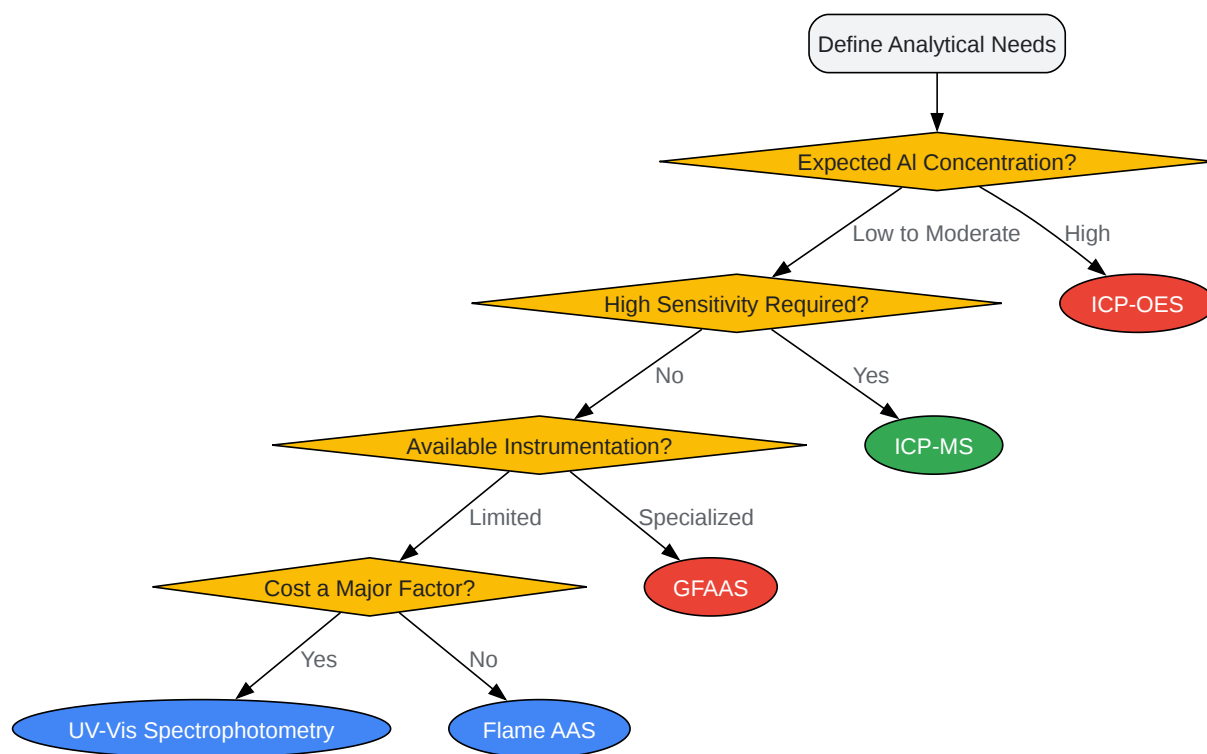 Define Analytical Needs
Expected Al Concentration?
Low to Moderate
High
High Sensitivity Required?
ICP-OES
No
Yes
Available Instrumentation?
ICP-MS
Limited
Specialized
Cost a Major Factor?
GFAAS
Yes
No
UV-Vis Spectrophotometry
Flame AAS